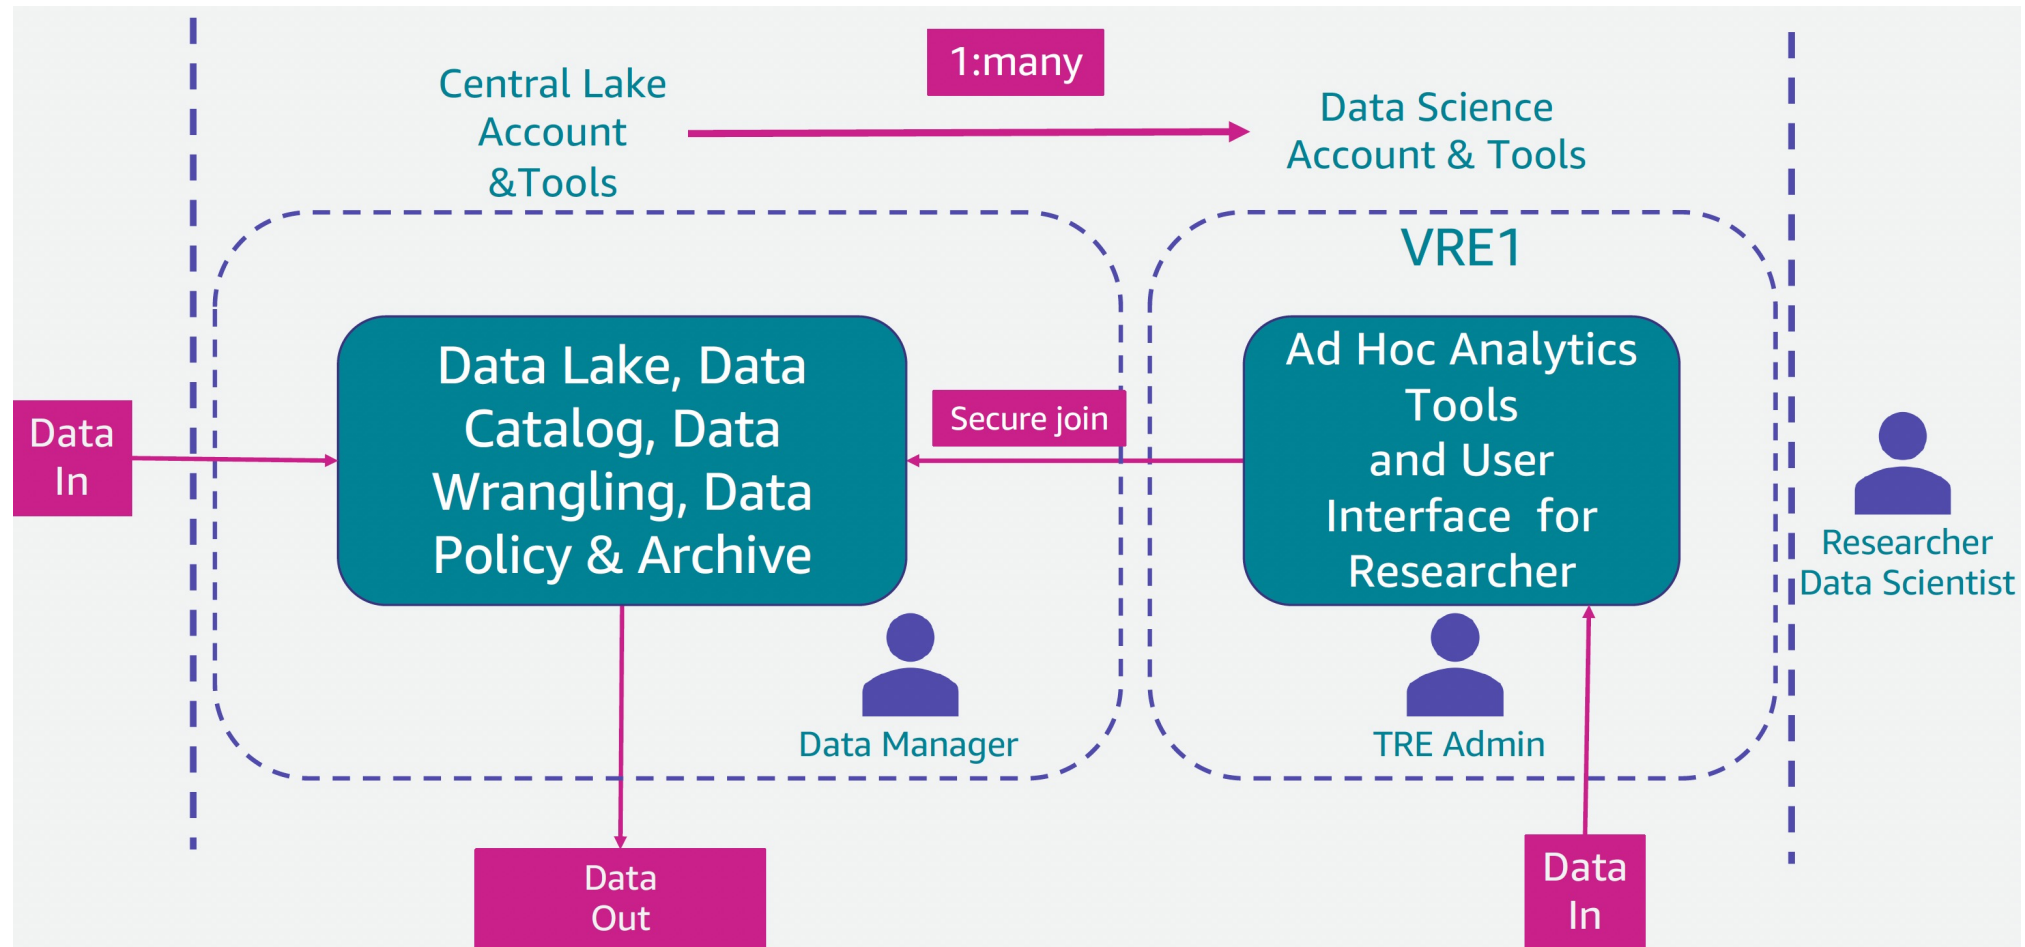 1:many
Central Lake
Account
&Tools
Data Science
Account & Tools
VRE1
Data Lake, Data
Catalog, Data
Wrangling, Data
Policy & Archive
Secure join
Ad Hoc Analytics
Tools
and User
Interface for
Researcher
Data
In
Researcher
Data Scientist
Data Manager
TRE Admin
Data
Out
Data
In